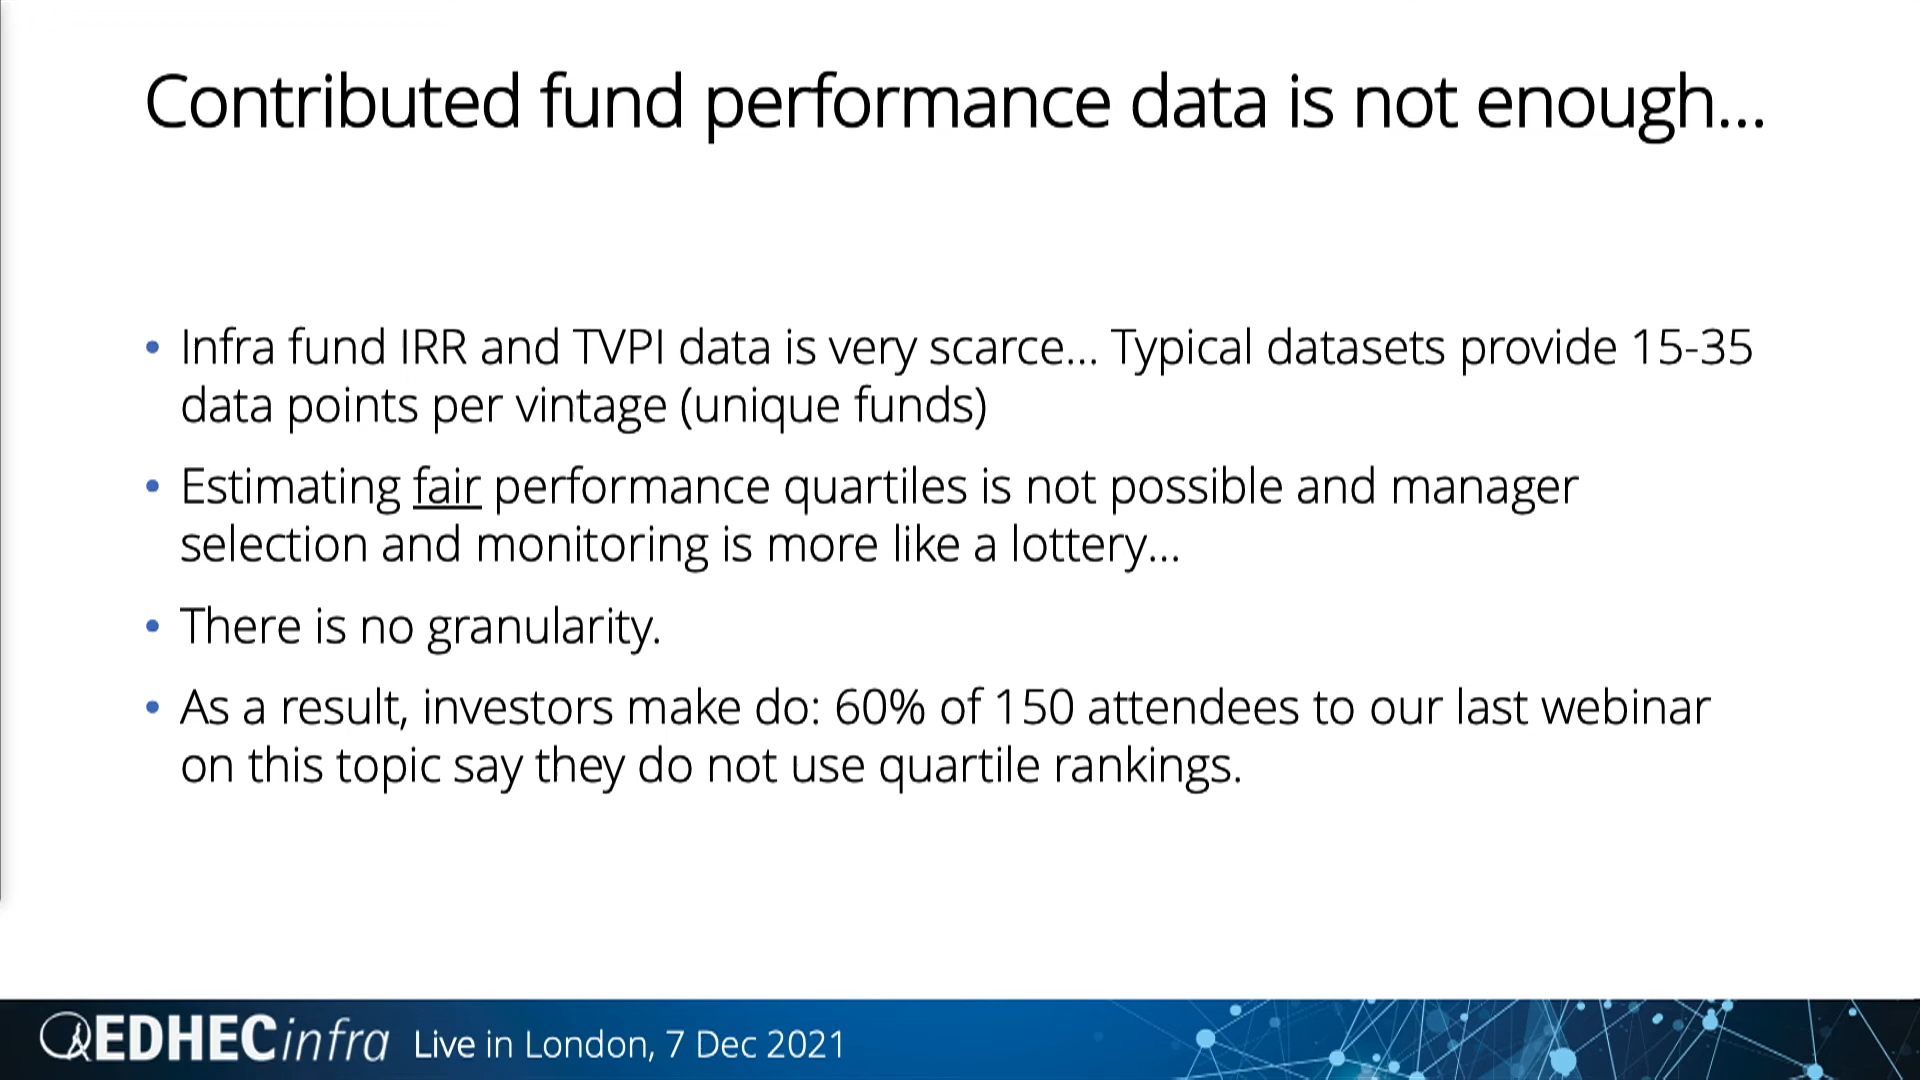 Contributed fund performance data is not enough...
• Infra fund IRR and TVPI data is very scarce... Typical datasets provide 15-35
data points per vintage (unique funds)
• Estimating fair performance quartiles is not possible and manager
selection and monitoring is more like a lottery...
• There is no granularity.
• As a result, investors make do: 60% of 150 attendees to our last webinar
on this topic say they do not use quartile rankings.
EDHECinfra Live in London, 7 Dec 2021